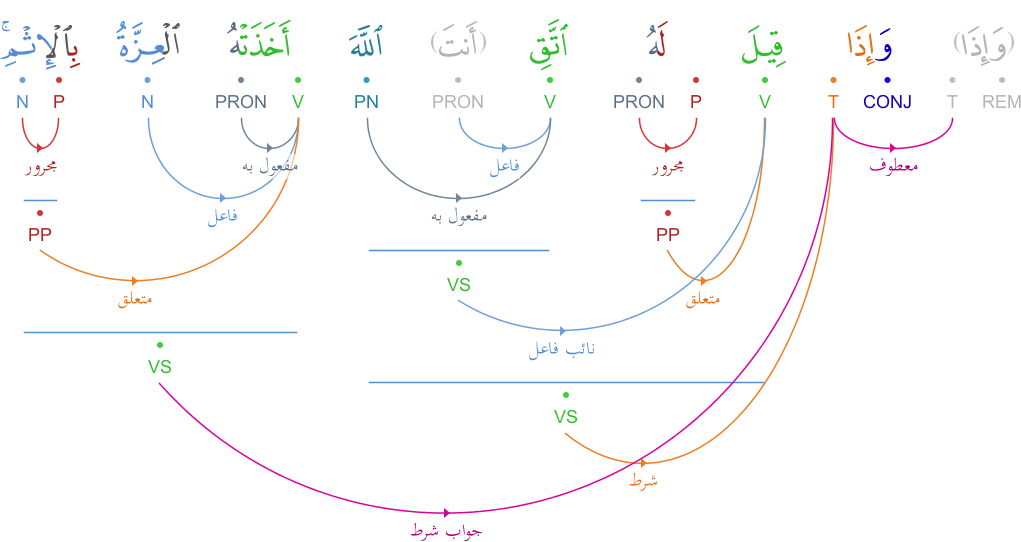 (وَإِذَا) وَإِذَا قِيلَ لَهُ ٱتَّقِ (أَنتَ) ٱللَّهَ أَخَذَتْهُ ٱلْعِزَّةُ بِٱلْإِثْمِ ۚ
REM T CONJ T V P PRON V PRON PN V PRON N P N
معطوف مجرور فاعل مفعول به مجرور
مفعول به فاعل
PP PP
VS متعلق متعلق
نائب فاعل
VS
VS
شرط
جواب شرط